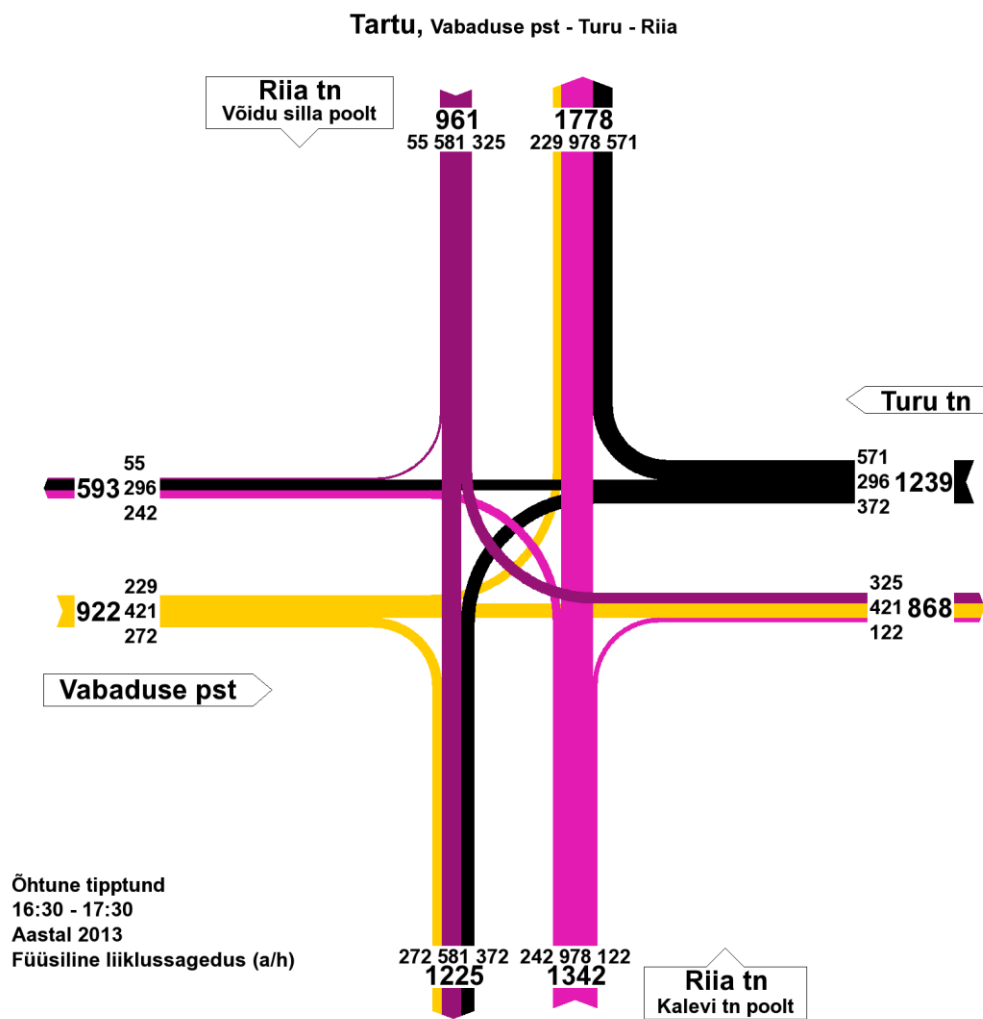 Tartu, Vabaduse pst - Turu - Riia
Riia tn
Võidu silla poolt
961
55 581 325
1778
229 978 571
Turu tn
55
593 296
242
571
296 1239
372
229
922 421
272
325
421 868
122
Vabaduse pst
Õhtune tipptund
16:30 - 17:30
Aastal 2013
Füüsiline liiklussagedus (a/h)
272 581 372
1225
242 978 122
1342
Riia tn
Kalevi tn poolt